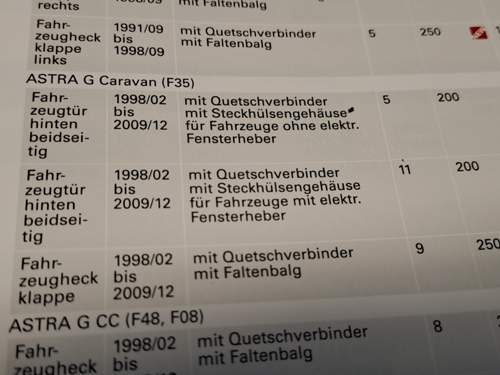 rechts
mit Faltenbalg
Fahr-
zeugheck
klappe
links
1991/09
bis
1998/09
mit Quetschverbinder
mit Faltenbalg
5
250
ASTRA G Caravan (F35)
Fahr-
zeugtür
hinten
beidsei-
tig
1998/02
bis
2009/12
mit Quetschverbinder
mit Steckhülsengehäuse
für Fahrzeuge ohne elektr.
Fensterheber
5
200
Fahr-
zeugtür
hinten
beidsei-
tig
1998/02
bis
2009/12
mit Quetschverbinder
mit Steckhülsengehäuse
für Fahrzeuge mit elektr.
Fensterheber
11
200
Fahr-
zeugheck
klappe
1998/02
bis
2009/12
mit Quetschverbinder
mit Faltenbalg
9
250
ASTRA G CC (F48, F08)
Fahr-
zeugheck
1998/02
bis
mit Quetschverbinder
mit Faltenbalg
8